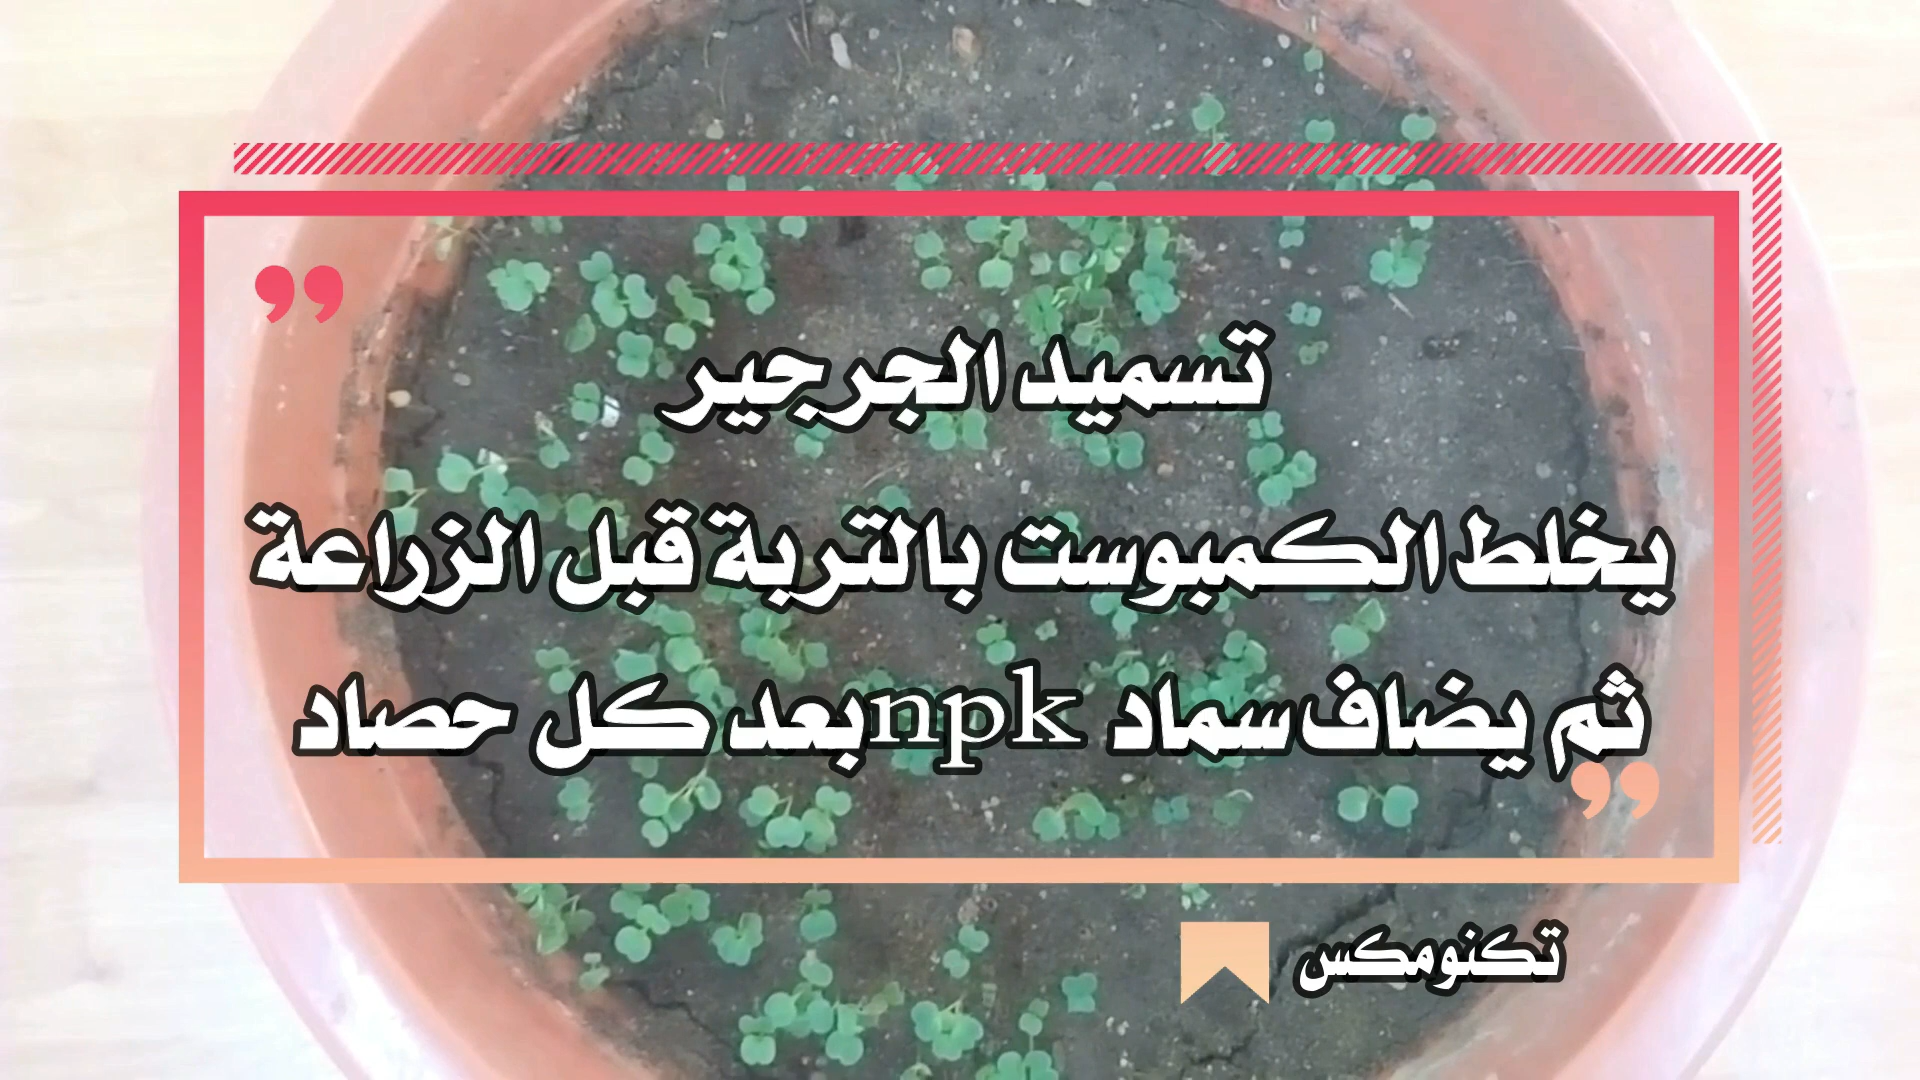 تسميد الجرجير
يخلط الكمبوست بالتربة قبل الزراعة
ثم يضاف سماد npk بعد كل حصاد
تكنومكس